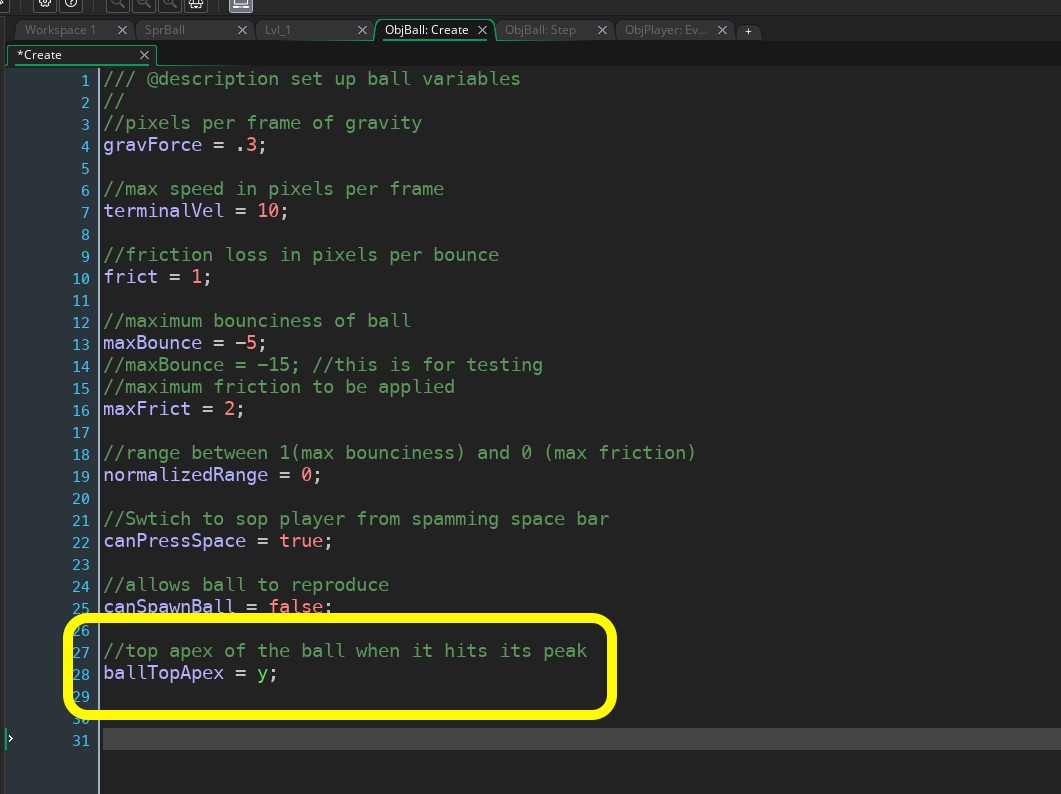 Workspace 1
SprBall
Lvl_1
ObjBall: Create
ObjBall: Step
ObjPlayer: Ev...
+
*Create
1 /// @description set up ball variables
2 //
3 //pixels per frame of gravity
4 gravForce = .3;
5
6 //max speed in pixels per frame
7 terminalVel = 10;
8
9 //friction loss in pixels per bounce
10 frict = 1;
11
12 //maximum bounciness of ball
13 maxBounce = -5;
14 //maxBounce = -15; //this is for testing
15 //maximum friction to be applied
16 maxFrict = 2;
17
18 //range between 1(max bounciness) and 0 (max friction)
19 normalizedRange = 0;
20
21 //Swtich to sop player from spamming space bar
22 canPressSpace = true;
23
24 //allows ball to reproduce
25 canSpawnBall = false;
26
27 //top apex of the ball when it hits its peak
28 ballTopApex = y;
29
30
31